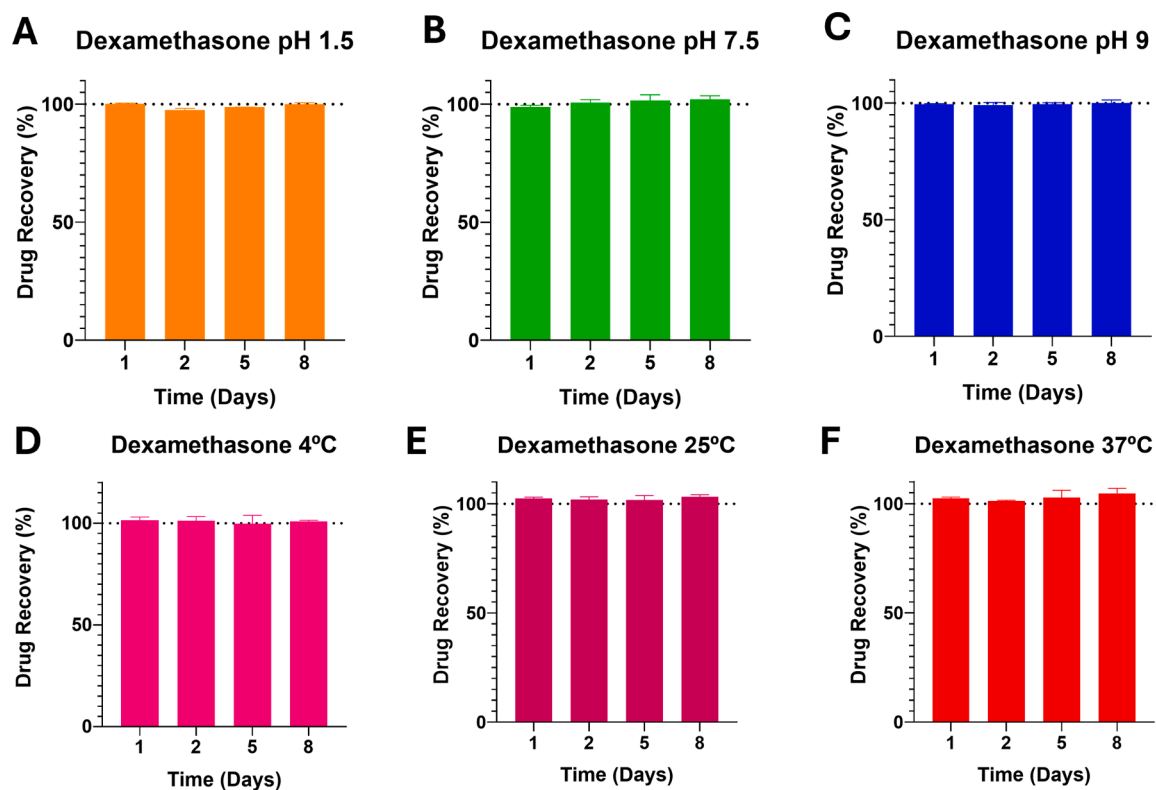 A Dexamethasone pH 1.5
Drug Recovery (%)
100
50
0
1 2 5 8
Time (Days)
B Dexamethasone pH 7.5
Drug Recovery (%)
100
50
0
1 2 5 8
Time (Days)
C Dexamethasone pH 9
Drug Recovery (%)
100
50
0
1 2 5 8
Time (Days)
D Dexamethasone 4ºC
Drug Recovery (%)
100
50
0
1 2 5 8
Time (Days)
E Dexamethasone 25ºC
Drug Recovery (%)
100
50
0
1 2 5 8
Time (Days)
F Dexamethasone 37ºC
Drug Recovery (%)
100
50
0
1 2 5 8
Time (Days)